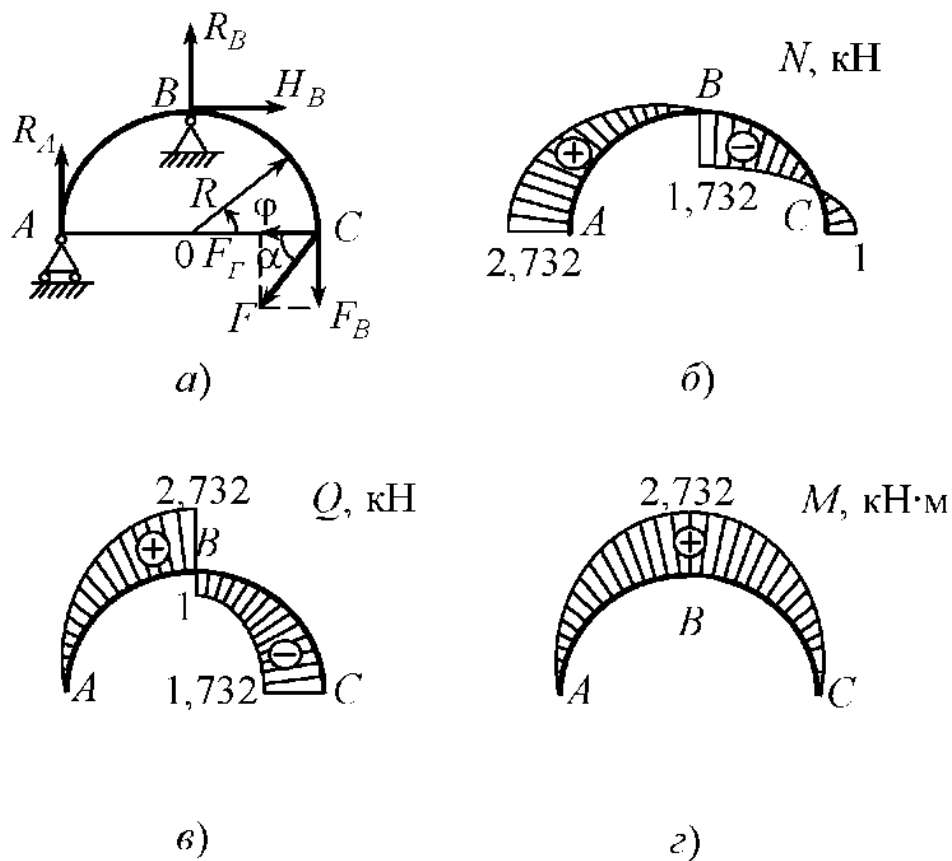 R_B
B
H_B
R_A
R
A
φ
C
0
F_Г
α
F
F_B
а)
N, кН
B
+
−
1,732
A
C
2,732
1
б)
2,732
Q, кН
+
B
1
−
A
1,732
C
в)
2,732
M, кН·м
+
B
A
C
г)